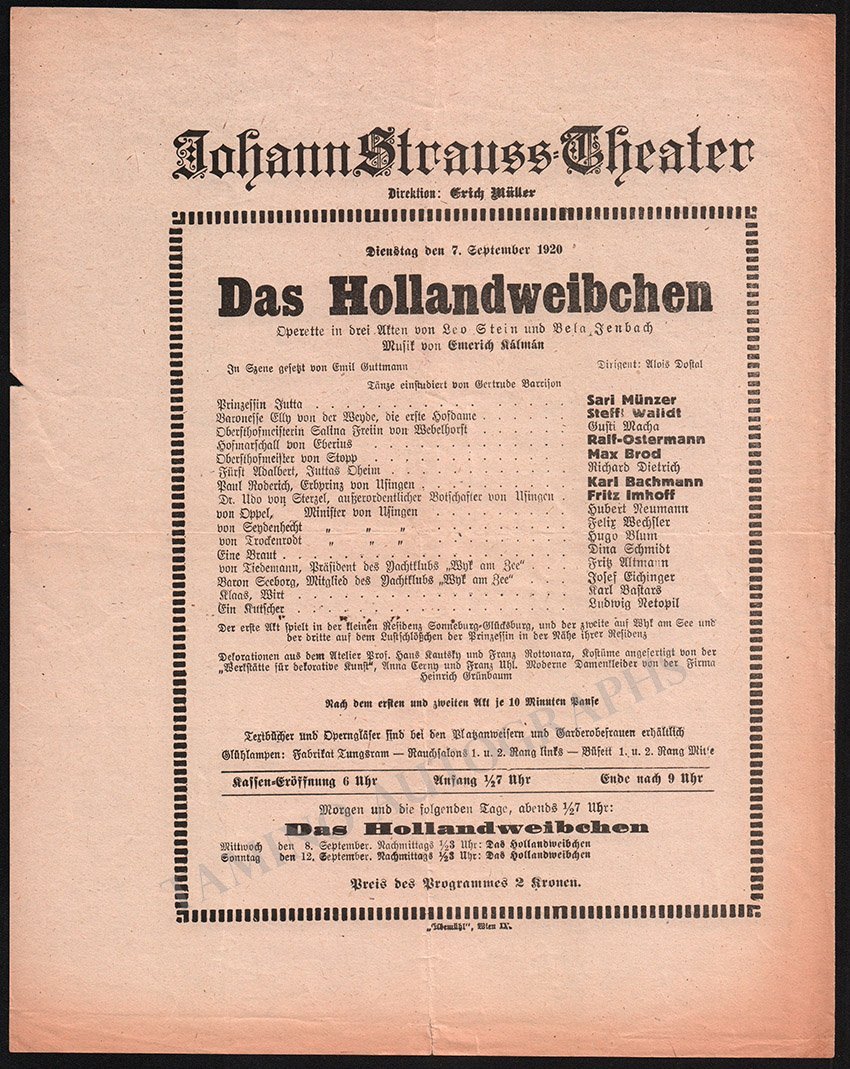 Johann Strauss-Theater
Direktion: Erich Müller
Dienstag den 7. September 1920
Das Hollandweibchen
Operette in drei Akten von Leo Stein und Bela Jenbach
Musik von Emerich Kálmán
In Szene gesetzt von Emil Guttmann Dirigent: Alois Dostal
Tänze einstudiert von Gertrude Barrison
Prinzessin Jutta . . . . . . . . . . . . . . . . Sari Münzer
Baronesse Elly von der Weyde, die erste Hofdame . . . . . Steffi Walidt
Obersthofmeisterin Salina Freiin von Webelhorst . . . . . Gusti Macha
Hofmarschall von Eberius . . . . . . . . . . . . . Ralf-Ostermann
Obersthofmeister von Stopp . . . . . . . . . . . . Max Brod
Fürst Adalbert, Juttas Oheim . . . . . . . . . . . Richard Dietrich
Paul Roderich, Erbprinz von Usingen . . . . . . . . . Karl Bachmann
Dr. Udo von Sterzel, außerordentlicher Botschafter von Usingen . Fritz Imhoff
von Oppel, Minister von Usingen . . . . . . . . . Hubert Neumann
von Seydenhecht „ „ „ . . . . . . . . . Felix Wechsler
von Trockenrodt „ „ „ . . . . . . . . . Hugo Blum
Eine Braut . . . . . . . . . . . . . . . . . Dina Schmidt
von Tiedemann, Präsident des Yachtklubs „Wyk am Zee“ . . . Fritz Altmann
Baron Seeborg, Mitglied des Yachtklubs „Wyk am Zee“ . . . Josef Eichinger
Klaas, Wirt . . . . . . . . . . . . . . . . . Karl Bastars
Ein Kutscher . . . . . . . . . . . . . . . . Ludwig Netopil
Der erste Akt spielt in der kleinen Residenz Sonneburg-Glücksburg, und der zweite auf Wyk am See und
der dritte auf dem Luftschlößchen der Prinzessin in der Nähe ihrer Residenz
Dekorationen aus dem Atelier Prof. Hans Kautsky und Franz Rottonara, Kostüme angefertigt von der
„Werkstätte für dekorative Kunst“, Anna Cerny und Franz Uhl. Moderne Damenkleider von der Firma
Heinrich Grünbaum
Nach dem ersten und zweiten Akt je 10 Minuten Pause
Textbücher und Operngläser sind bei den Platzanweisern und Garderobefrauen erhältlich
Glühlampen: Fabrikat Tungsram — Rauchsalons 1. u. 2. Rang links — Büfett 1. u. 2. Rang Mitte
Kassen-Eröffnung 6 Uhr Anfang ½7 Uhr Ende nach 9 Uhr
Morgen und die folgenden Tage, abends ½7 Uhr:
Das Hollandweibchen
Mittwoch den 8. September. Nachmittags ½3 Uhr: Das Hollandweibchen
Sonntag den 12. September. Nachmittags ½3 Uhr: Das Hollandweibchen
Preis des Programmes 2 Kronen.
Wien IX.
TAMINO AUTOGRAPHS